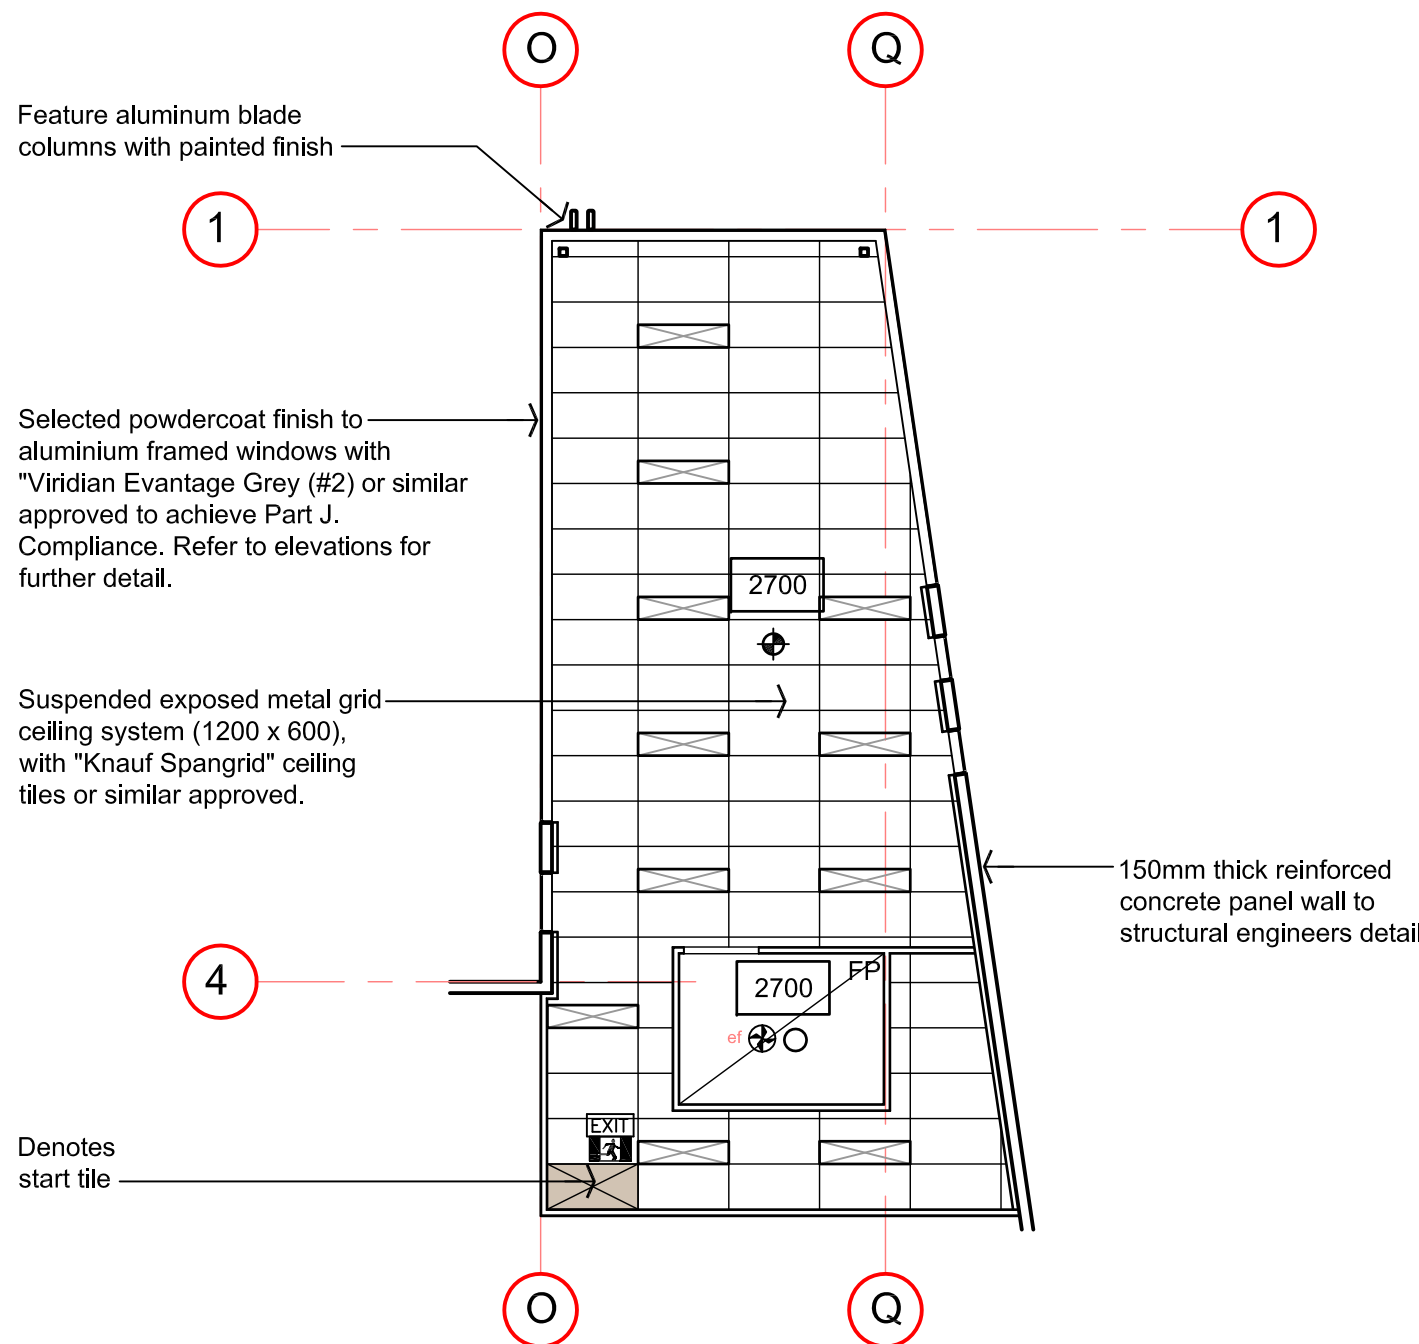 O
Q
Feature aluminum blade
columns with painted finish
1
1
Selected powdercoat finish to
aluminium framed windows with
"Viridian Evantage Grey (#2) or similar
approved to achieve Part J.
Compliance. Refer to elevations for
further detail.
2700
Suspended exposed metal grid
ceiling system (1200 x 600),
with "Knauf Spangrid" ceiling
tiles or similar approved.
150mm thick reinforced
concrete panel wall to
structural engineers detail
4
FP
2700
ef
EXIT
Denotes
start tile
O
Q